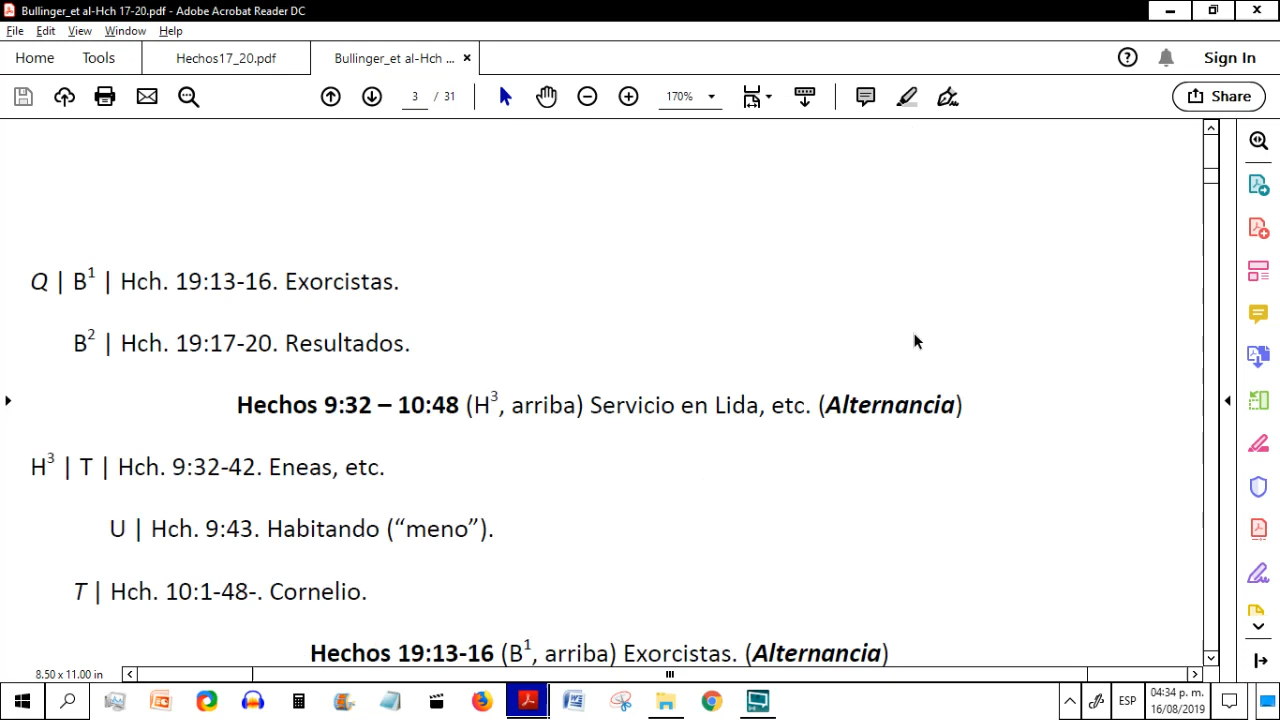 Bullinger_et al-Hch 17-20.pdf - Adobe Acrobat Reader DC
File Edit View Window Help
Home Tools Hechos17_20.pdf Bullinger_et al-Hch ... × Sign In
3 / 31 170% Share
Q | B¹ | Hch. 19:13-16. Exorcistas.
B² | Hch. 19:17-20. Resultados.
Hechos 9:32 – 10:48 (H³, arriba) Servicio en Lida, etc. (Alternancia)
H³ | T | Hch. 9:32-42. Eneas, etc.
U | Hch. 9:43. Habitando (“meno”).
T | Hch. 10:1-48-. Cornelio.
Hechos 19:13-16 (B¹, arriba) Exorcistas. (Alternancia)
8.50 x 11.00 in
ESP 04:34 p. m.
16/08/2019